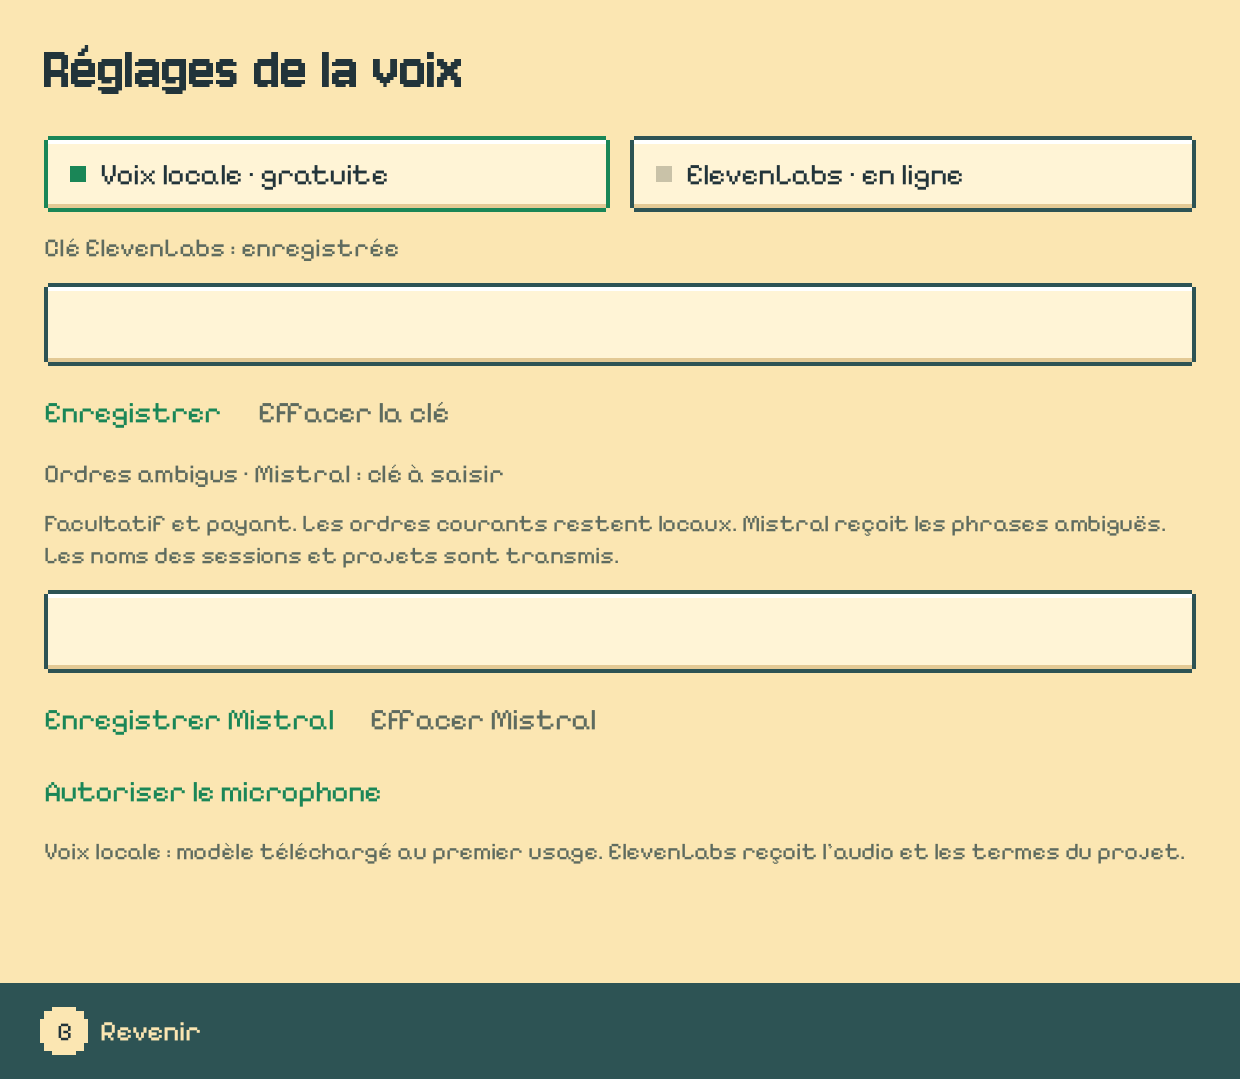 Réglages de la voix
Voix locale · gratuite
ElevenLabs · en ligne
Clé ElevenLabs : enregistrée
Enregistrer
Effacer la clé
Ordres ambigus · Mistral : clé à saisir
Facultatif et payant. Les ordres courants restent locaux. Mistral reçoit les phrases ambiguës.
Les noms des sessions et projets sont transmis.
Enregistrer Mistral
Effacer Mistral
Autoriser le microphone
Voix locale : modèle téléchargé au premier usage. ElevenLabs reçoit l'audio et les termes du projet.
B Revenir